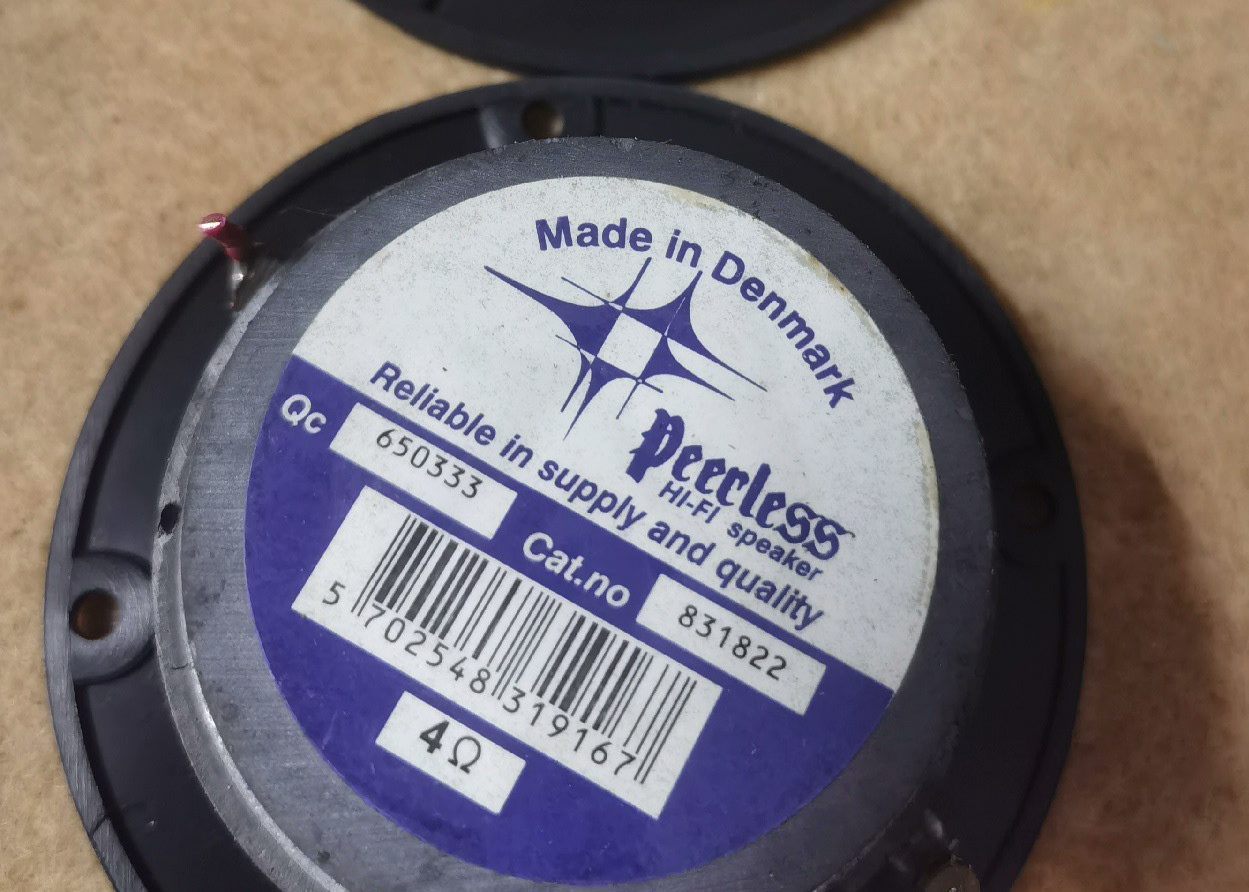 Made in Denmark
Peerless
HI-FI speaker
Reliable in supply and quality
Qc 650333
Cat.no 831822
5 702548 319167
4Ω